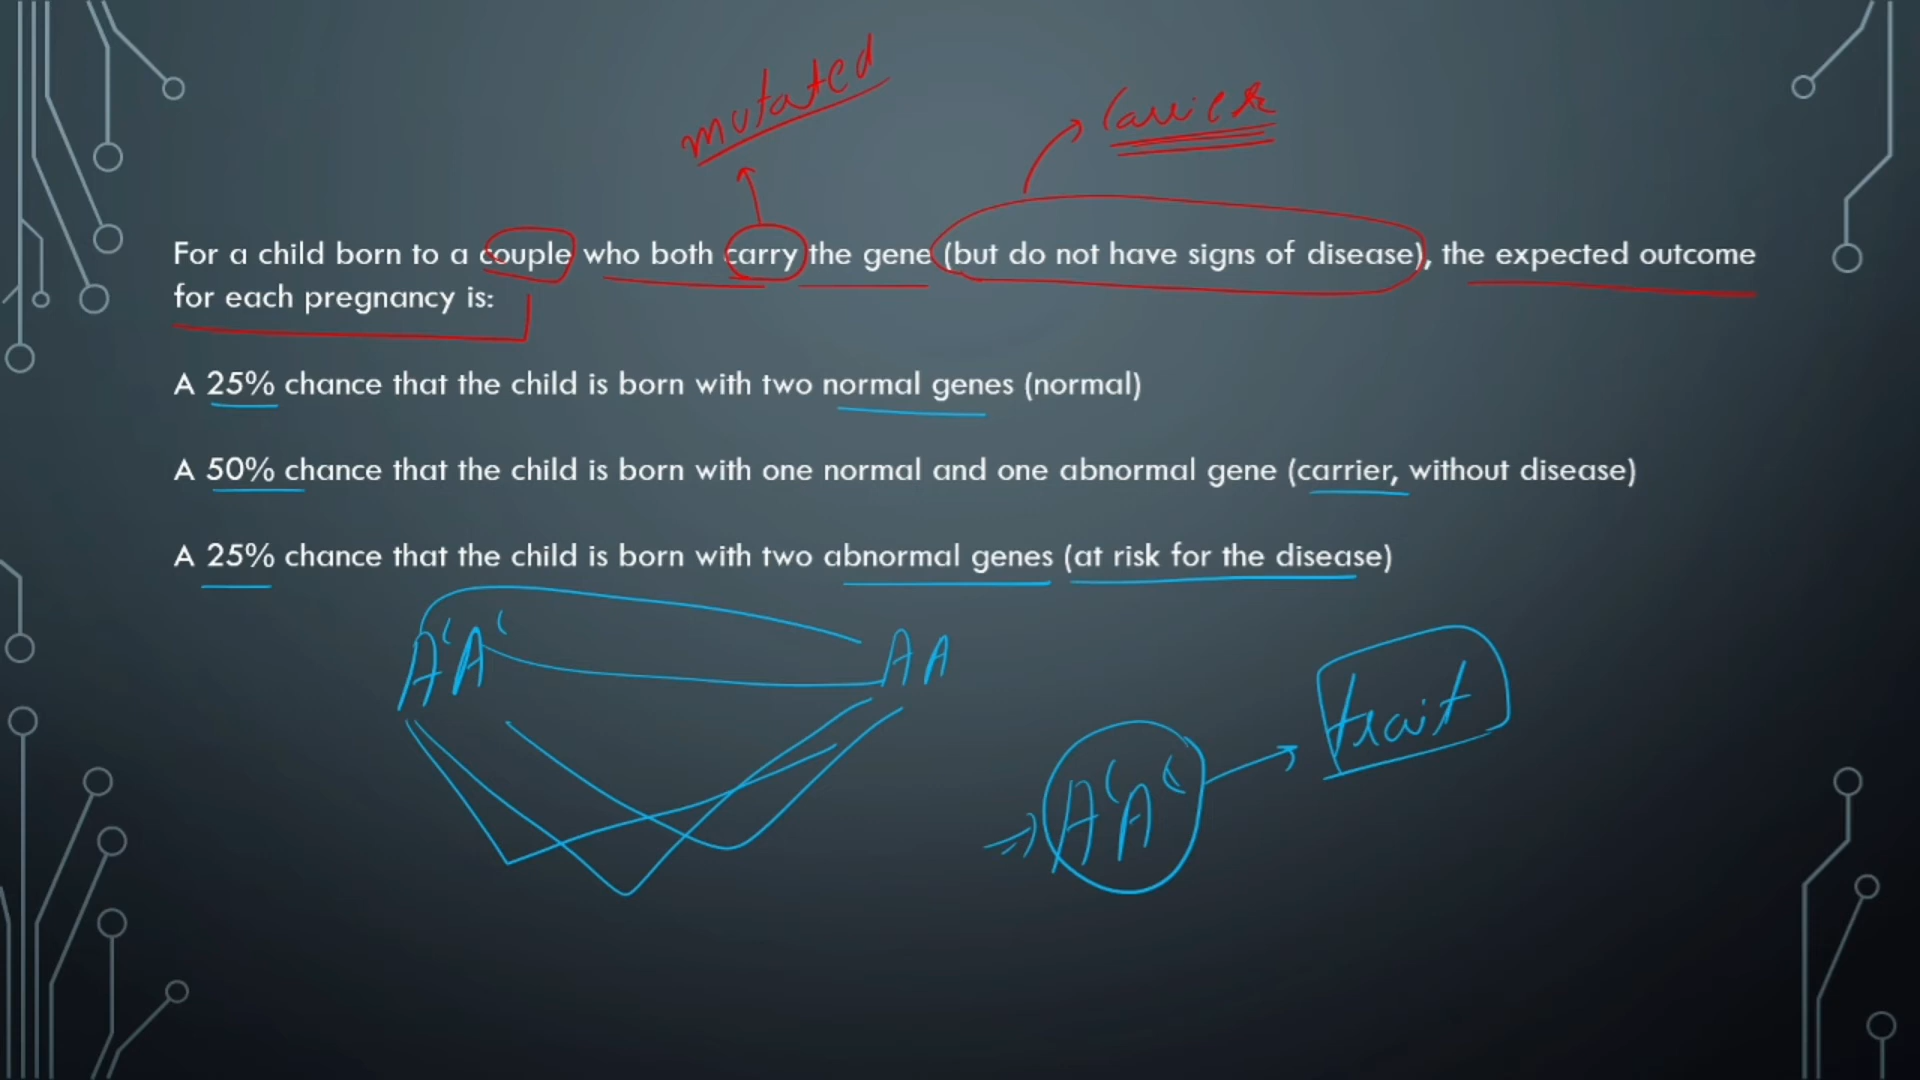 mutated
carrier
For a child born to a couple who both carry the gene (but do not have signs of disease), the expected outcome
for each pregnancy is:
A 25% chance that the child is born with two normal genes (normal)
A 50% chance that the child is born with one normal and one abnormal gene (carrier, without disease)
A 25% chance that the child is born with two abnormal genes (at risk for the disease)
A'A' AA
A'A' trait